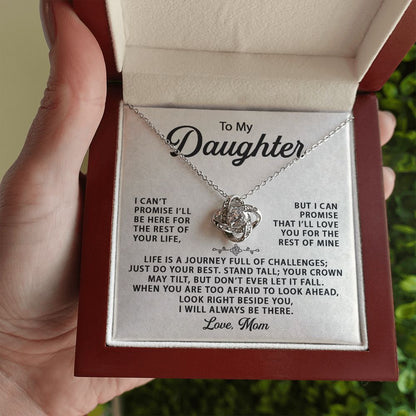 To My
Daughter
I CAN'T
PROMISE I'LL
BE HERE FOR
THE REST OF
YOUR LIFE,
BUT I CAN
PROMISE
THAT I'LL LOVE
YOU FOR THE
REST OF MINE
LIFE IS A JOURNEY FULL OF CHALLENGES;
JUST DO YOUR BEST. STAND TALL; YOUR CROWN
MAY TILT, BUT DON'T EVER LET IT FALL.
WHEN YOU ARE TOO AFRAID TO LOOK AHEAD,
LOOK RIGHT BESIDE YOU,
I WILL ALWAYS BE THERE.
Love, Mom